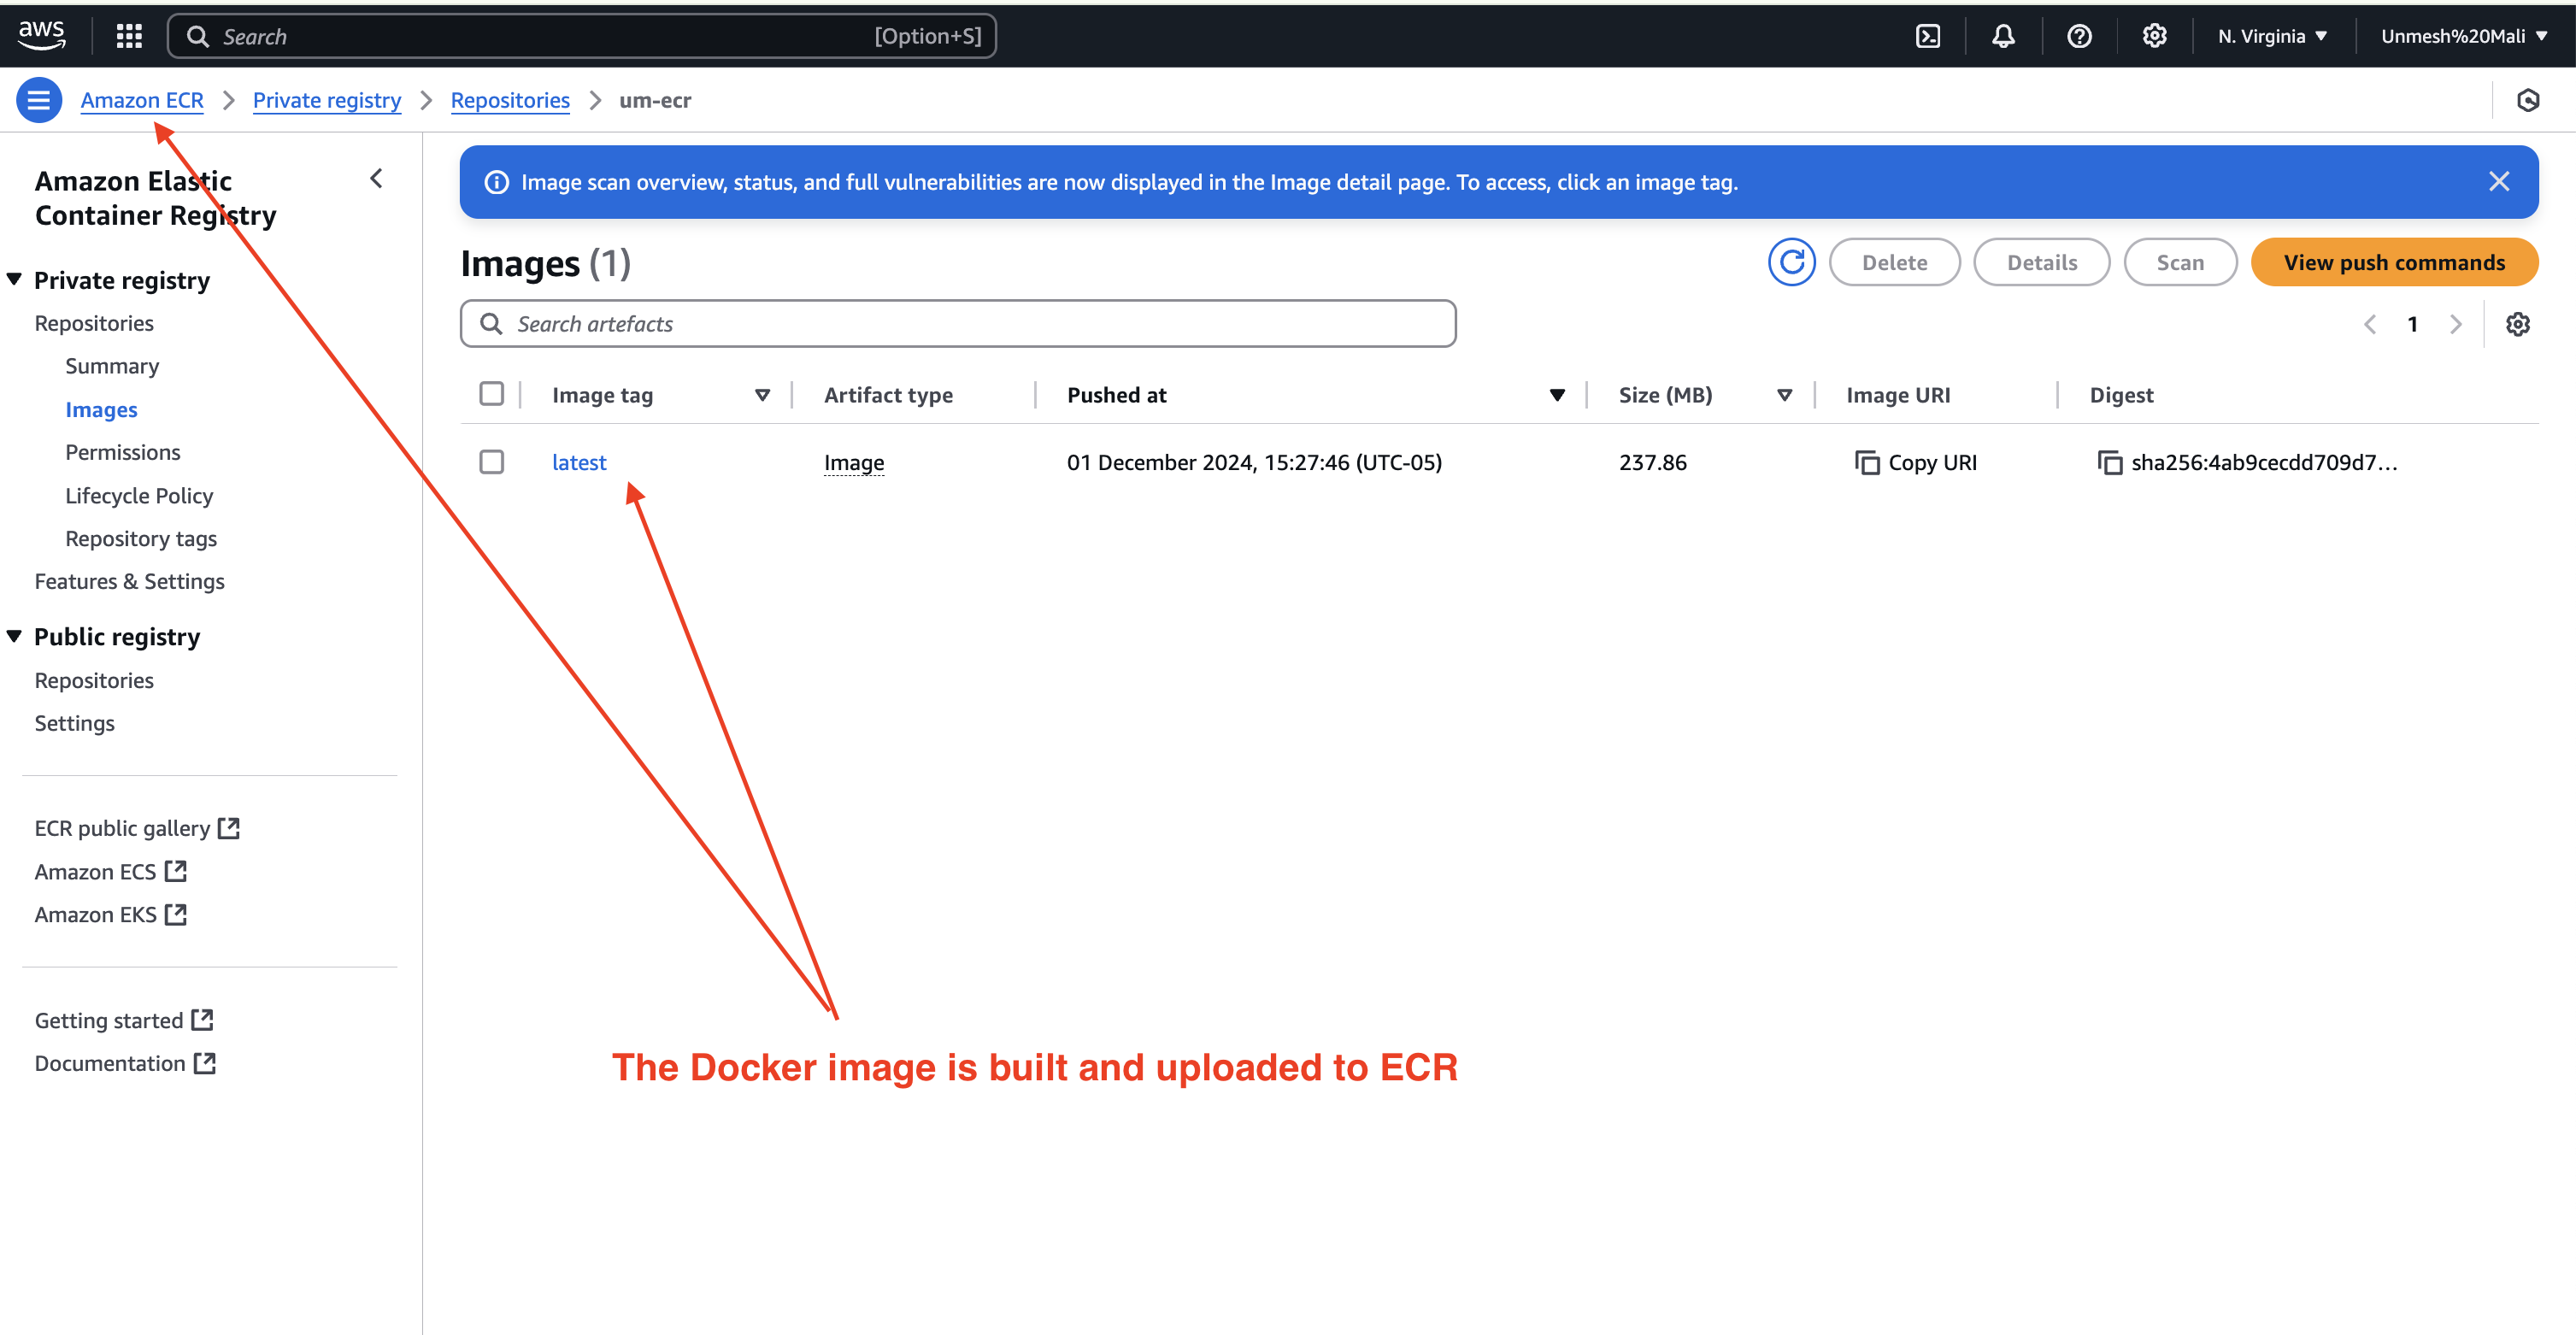 aws
Search [Option+S] N. Virginia Unmesh%20Mali
Amazon ECR Private registry Repositories um-ecr
Amazon Elastic
Container Registry
Private registry
Repositories
Summary
Images
Permissions
Lifecycle Policy
Repository tags
Features & Settings
Public registry
Repositories
Settings
ECR public gallery
Amazon ECS
Amazon EKS
Getting started
Documentation
Image scan overview, status, and full vulnerabilities are now displayed in the Image detail page. To access, click an image tag.
Images (1) Delete Details Scan View push commands
Search artefacts 1
Image tag Artifact type Pushed at Size (MB) Image URI Digest
latest Image 01 December 2024, 15:27:46 (UTC-05) 237.86 Copy URI sha256:4ab9cecdd709d7...
The Docker image is built and uploaded to ECR